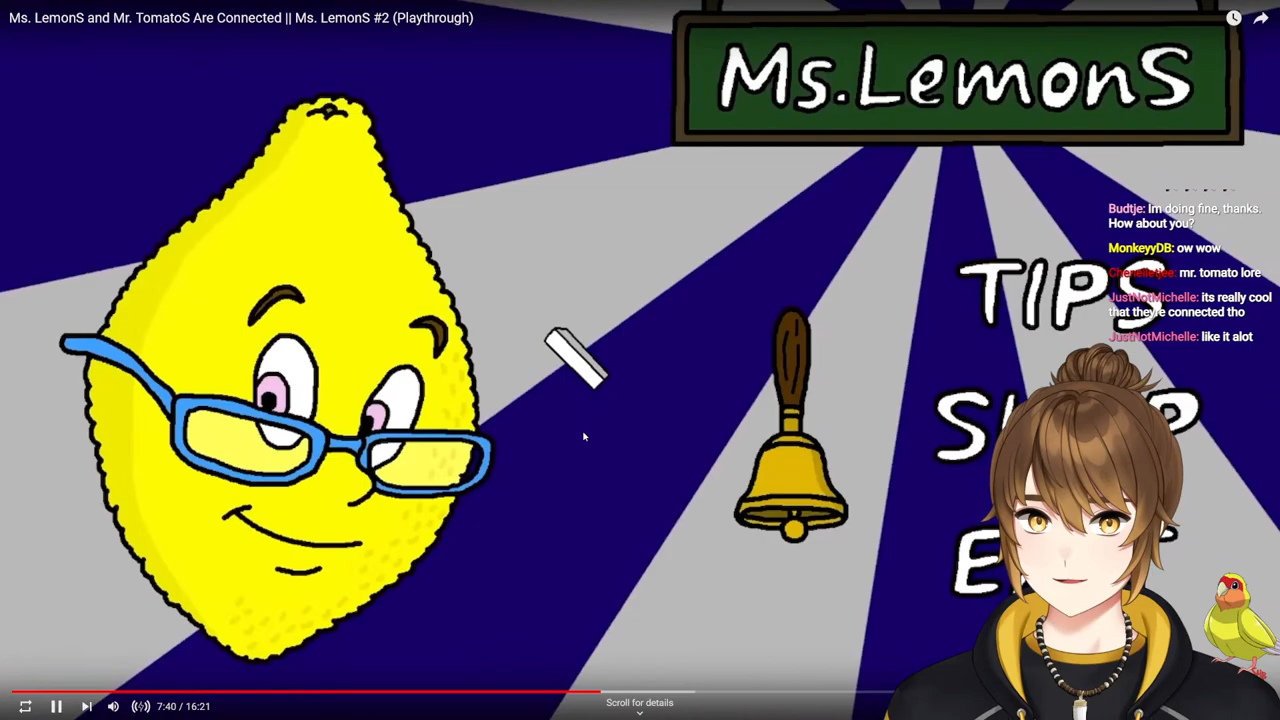 Ms. LemonS and Mr. TomatoS Are Connected || Ms. LemonS #2 (Playthrough)
Ms.LemonS
Budtje: Im doing fine, thanks.
How about you?
MonkeyyDB: ow wow
mr. tomato lore
JustNotMichelle: its really cool
that theyre connected tho
JustNotMichelle: like it alot
TIPS
7:40 / 16:21
Scroll for details